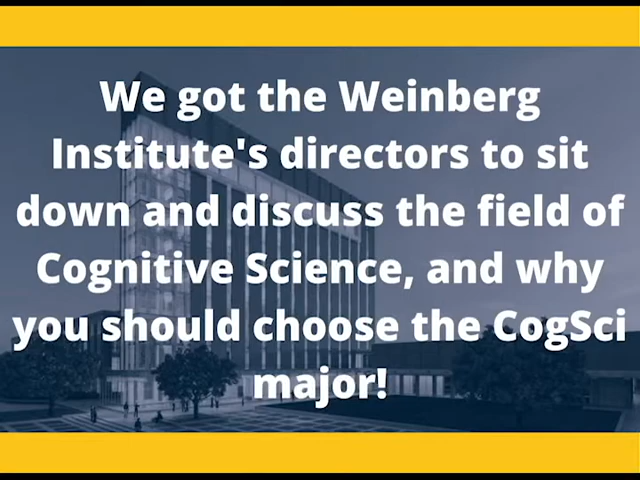 We got the Weinberg
Institute's directors to sit
down and discuss the field of
Cognitive Science, and why
you should choose the CogSci
major!